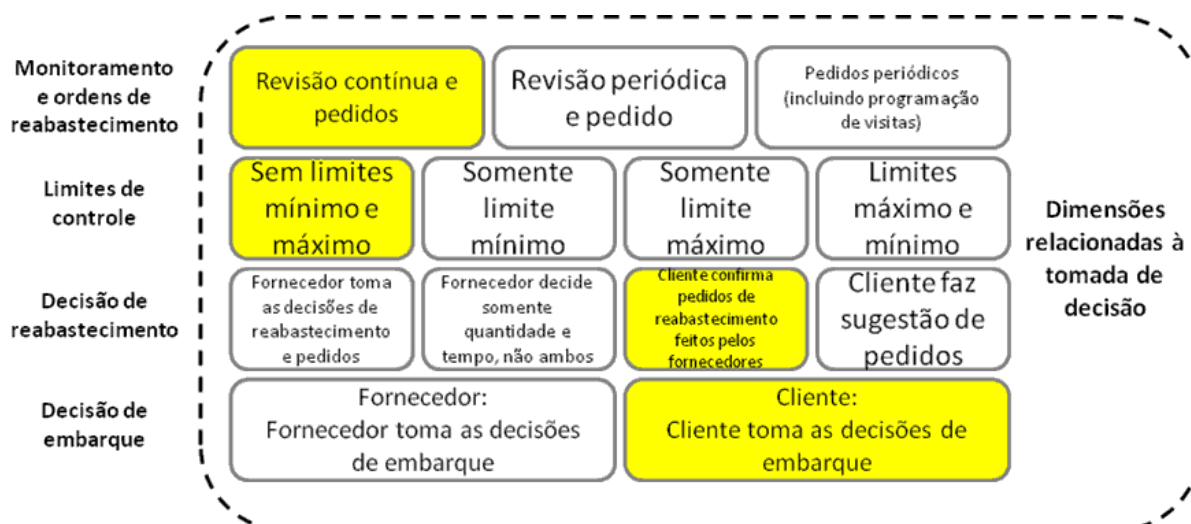 Monitoramento
e ordens de
reabastecimento
Revisão contínua e
pedidos
Revisão periódica
e pedido
Pedidos periódicos
(incluindo programação
de visitas)
Limites de
controle
Sem limites
mínimo e
máximo
Somente
limite
mínimo
Somente
limite
máximo
Limites
máximo e
mínimo
Decisão de
reabastecimento
Fornecedor toma
as decisões de
reabastecimento
e pedidos
Fornecedor decide
somente
quantidade e
tempo, não ambos
Cliente confirma
pedidos de
reabastecimento
feitos pelos
fornecedores
Cliente faz
sugestão de
pedidos
Decisão de
embarque
Fornecedor:
Fornecedor toma as decisões
de embarque
Cliente:
Cliente toma as decisões de
embarque
Dimensões
relacionadas à
tomada de
decisão